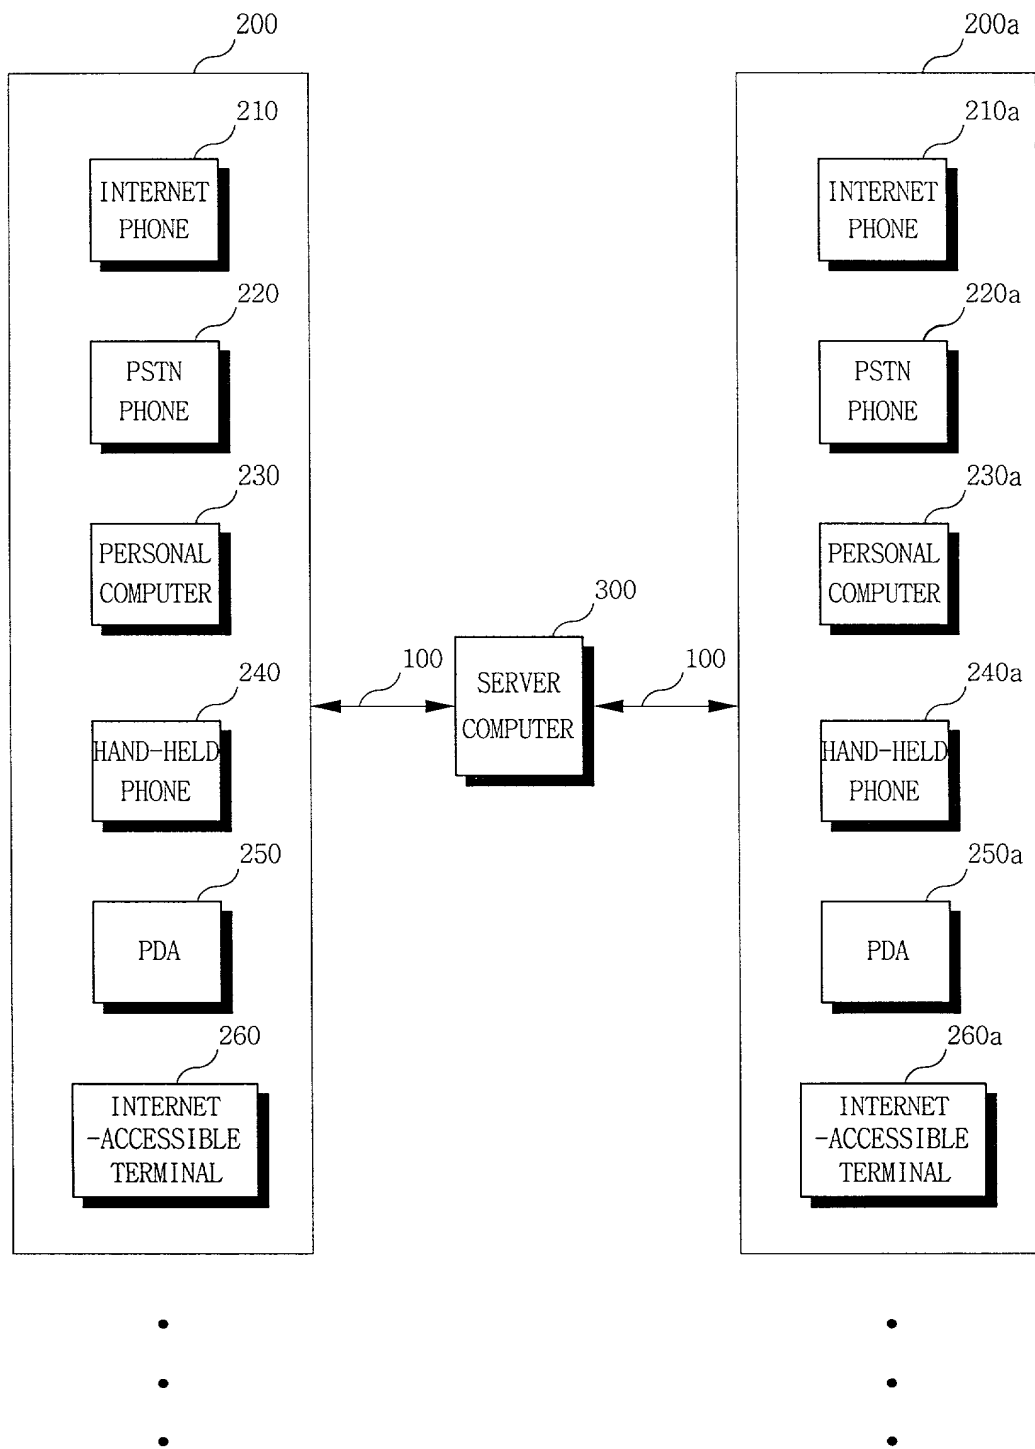 200
210
INTERNET
PHONE
220
PSTN
PHONE
230
PERSONAL
COMPUTER
240
HAND-HELD
PHONE
250
PDA
260
INTERNET
-ACCESSIBLE
TERMINAL
100
300
SERVER
COMPUTER
100
200a
210a
INTERNET
PHONE
220a
PSTN
PHONE
230a
PERSONAL
COMPUTER
240a
HAND-HELD
PHONE
250a
PDA
260a
INTERNET
-ACCESSIBLE
TERMINAL